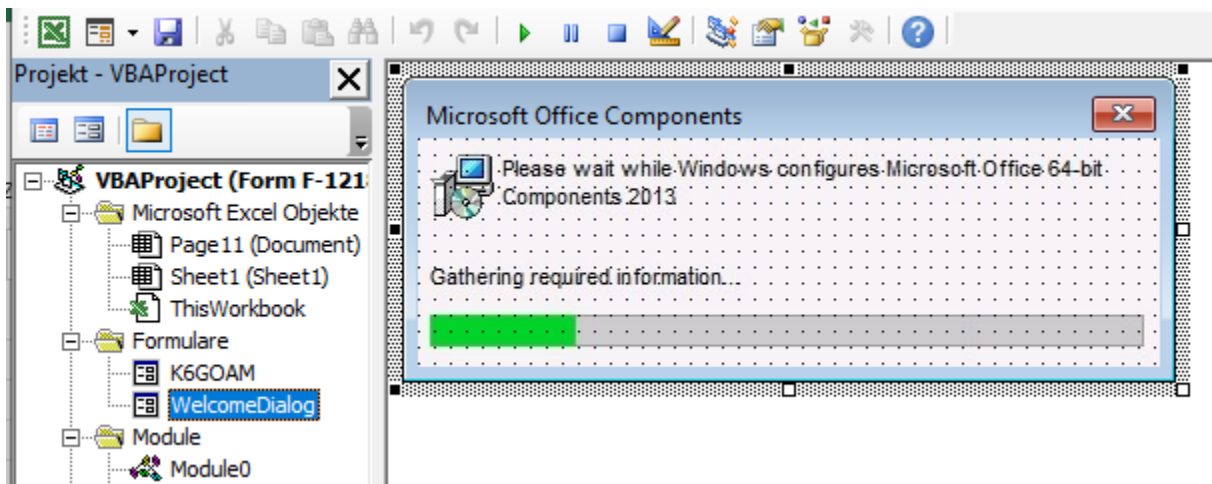 Projekt - VBAProject
VBAProject (Form F-121
Microsoft Excel Objekte
Page11 (Document)
Sheet1 (Sheet1)
ThisWorkbook
Formulare
K6GOAM
WelcomeDialog
Module
Module0
Microsoft Office Components
Please wait while Windows configures Microsoft Office 64-bit
Components 2013
Gathering required information...